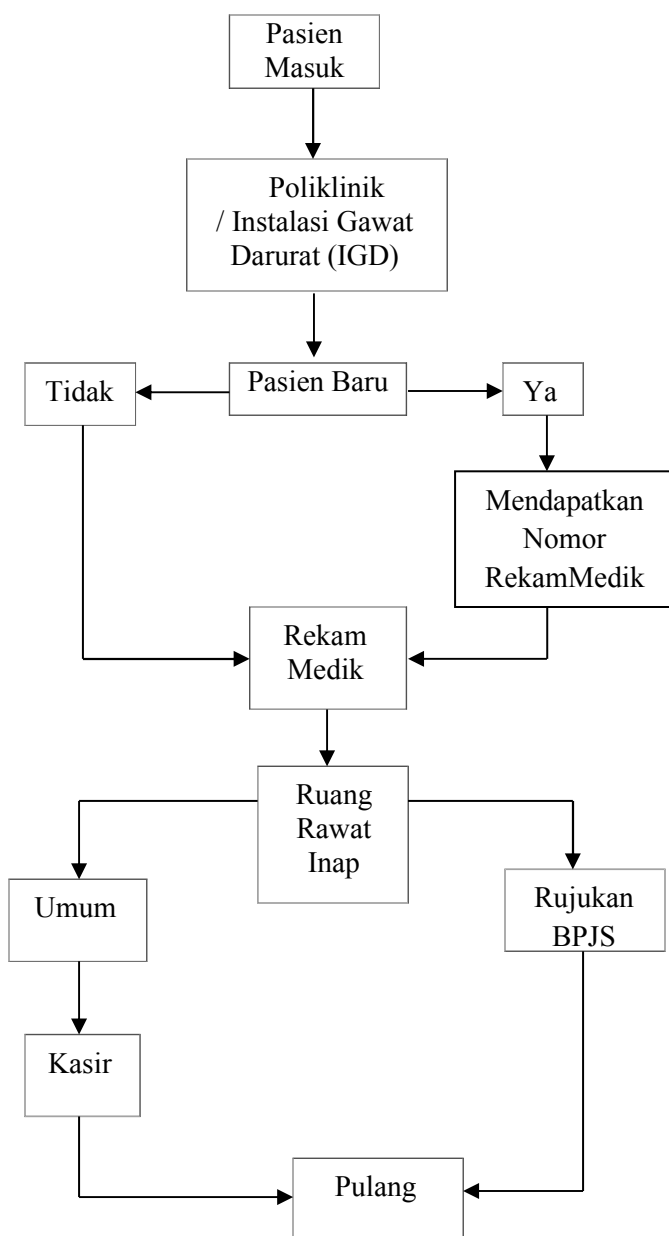 Pasien
Masuk
Poliklinik
/ Instalasi Gawat
Darurat (IGD)
Tidak
Pasien Baru
Ya
Mendapatkan
Nomor
RekamMedik
Rekam
Medik
Ruang
Rawat
Inap
Umum
Rujukan
BPJS
Kasir
Pulang